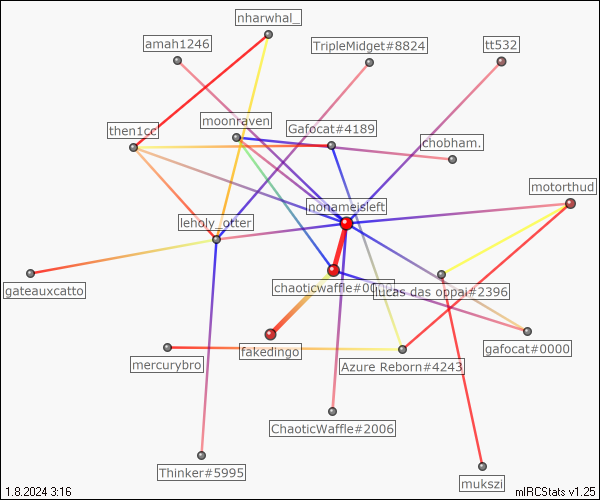 nharwhal_
amah1246
TripleMidget#8824
tt532
moonraven
Gafocat#4189
then1cc
chobham.
motorthud
nonameisleft
leholy_otter
chaoticwaffle#0009
lucas das oppai#2396
gateauxcatto
fakedingo
gafocat#0000
mercurybro
Azure Reborn#4243
ChaoticWaffle#2006
Thinker#5995
mukszi
1.8.2024 3:16
mIRCStats v1.25